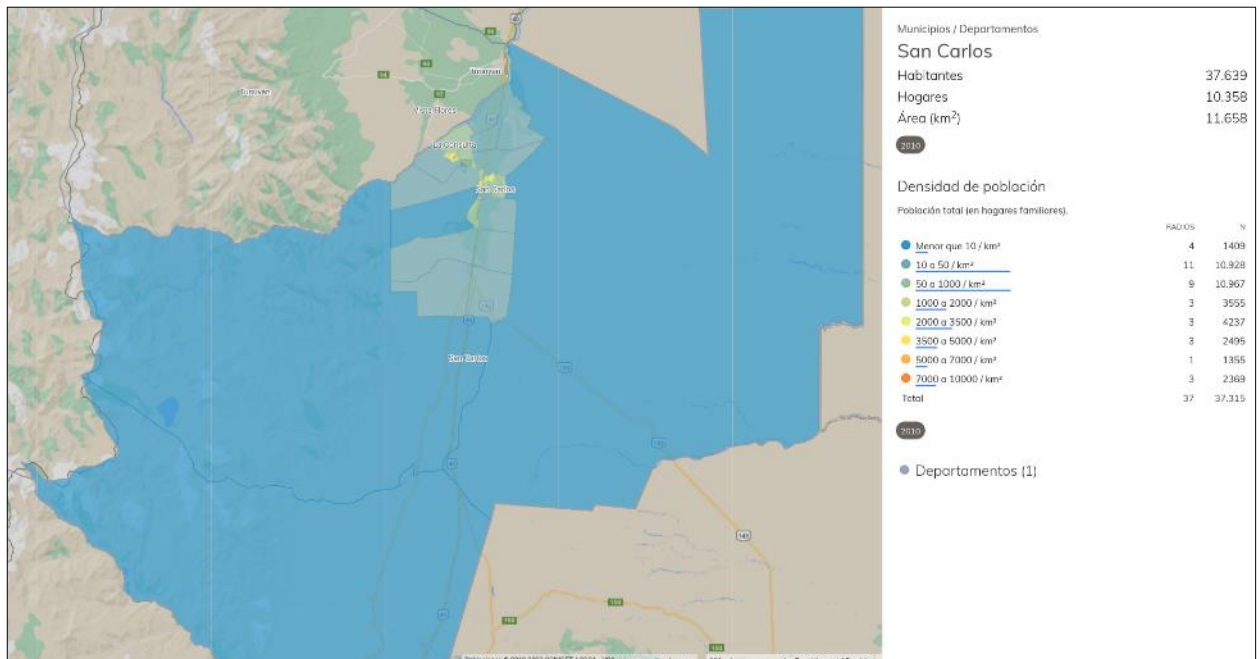 Municipios / Departamentos
San Carlos
Habitantes 37.639
Hogares 10.358
Área (km²) 11.658
2010
Densidad de población
Población total (en hogares familiares).
RADIOS N
Menor que 10 / km² 4 1409
10 a 50 / km² 11 10.928
50 a 1000 / km² 9 10.967
1000 a 2000 / km² 3 3555
2000 a 3500 / km² 3 4237
3500 a 5000 / km² 3 2495
5000 a 7000 / km² 1 1355
7000 a 10000 / km² 3 2369
Total 37 37.315
2010
Departamentos (1)
Tunuyán
Tunuyán
Vista Flores
La Consulta
San Carlos
San Carlos
40
143